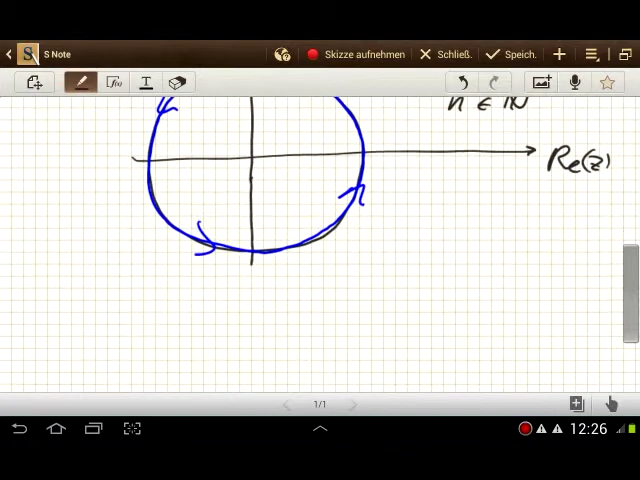 S Note
Skizze aufnehmen
Schließ.
Speich.
f(x)
T
n ∈ ℕ
Re(z)
1/1
12:26